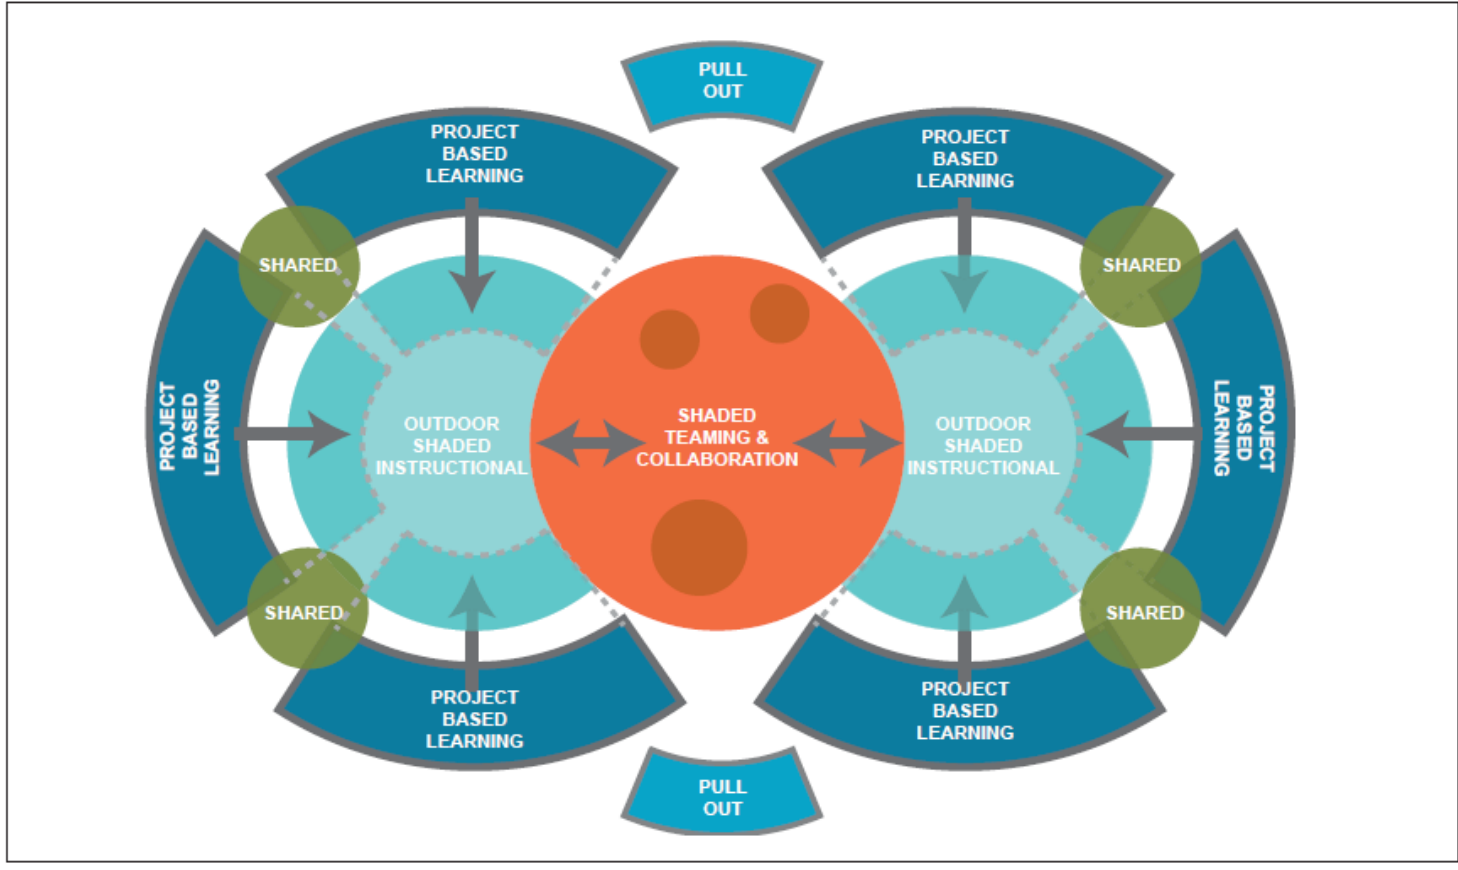 PULL
OUT
PROJECT
BASED
LEARNING
PROJECT
BASED
LEARNING
SHARED
SHARED
PROJECT
BASED
LEARNING
OUTDOOR
SHADED
INSTRUCTIONAL
SHADED
TEAMING &
COLLABORATION
OUTDOOR
SHADED
INSTRUCTIONAL
PROJECT
BASED
LEARNING
SHARED
SHARED
PROJECT
BASED
LEARNING
PROJECT
BASED
LEARNING
PULL
OUT